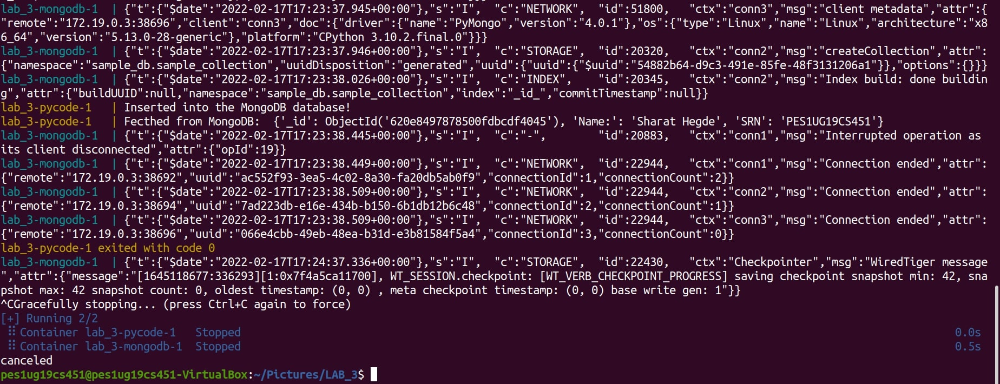 lab_3-mongodb-1  | {"t":{"$date":"2022-02-17T17:23:37.945+00:00"},"s":"I",  "c":"NETWORK",  "id":51800,   "ctx":"conn3","msg":"client metadata","attr":{
"remote":"172.19.0.3:38696","client":"conn3","doc":{"driver":{"name":"PyMongo","version":"4.0.1"},"os":{"type":"Linux","name":"Linux","architecture":"x8
6_64","version":"5.13.0-28-generic"},"platform":"CPython 3.10.2.final.0"}}}
lab_3-mongodb-1  | {"t":{"$date":"2022-02-17T17:23:37.946+00:00"},"s":"I",  "c":"STORAGE",  "id":20320,   "ctx":"conn2","msg":"createCollection","attr":
{"namespace":"sample_db.sample_collection","uuidDisposition":"generated","uuid":{"uuid":{"$uuid":"54882b64-d9c3-491e-85fe-48f3131206a1"}},"options":{}}}
lab_3-mongodb-1  | {"t":{"$date":"2022-02-17T17:23:38.026+00:00"},"s":"I",  "c":"INDEX",    "id":20345,   "ctx":"conn2","msg":"Index build: done buildin
g","attr":{"buildUUID":null,"namespace":"sample_db.sample_collection","index":"_id_","commitTimestamp":null}}
lab_3-pycode-1   | Inserted into the MongoDB database!
lab_3-pycode-1   | Fecthed from MongoDB:  {'_id': ObjectId('620e8497878500fdbcdf4045'), 'Name:': 'Sharat Hegde', 'SRN': 'PES1UG19CS451'}
lab_3-mongodb-1  | {"t":{"$date":"2022-02-17T17:23:38.445+00:00"},"s":"I",  "c":"-",        "id":20883,   "ctx":"conn1","msg":"Interrupted operation as
its client disconnected","attr":{"opId":19}}
lab_3-mongodb-1  | {"t":{"$date":"2022-02-17T17:23:38.449+00:00"},"s":"I",  "c":"NETWORK",  "id":22944,   "ctx":"conn1","msg":"Connection ended","attr":
{"remote":"172.19.0.3:38692","uuid":"ac552f93-3ea5-4c02-8a30-fa20db5ab0f9","connectionId":1,"connectionCount":2}}
lab_3-mongodb-1  | {"t":{"$date":"2022-02-17T17:23:38.509+00:00"},"s":"I",  "c":"NETWORK",  "id":22944,   "ctx":"conn2","msg":"Connection ended","attr":
{"remote":"172.19.0.3:38694","uuid":"7ad223db-e16e-434b-b150-6b1db12b6c48","connectionId":2,"connectionCount":1}}
lab_3-mongodb-1  | {"t":{"$date":"2022-02-17T17:23:38.509+00:00"},"s":"I",  "c":"NETWORK",  "id":22944,   "ctx":"conn3","msg":"Connection ended","attr":
{"remote":"172.19.0.3:38696","uuid":"066e4cbb-49eb-48ea-b31d-e3b81584f5a4","connectionId":3,"connectionCount":0}}
lab_3-pycode-1 exited with code 0
lab_3-mongodb-1  | {"t":{"$date":"2022-02-17T17:24:37.336+00:00"},"s":"I",  "c":"STORAGE",  "id":22430,   "ctx":"Checkpointer","msg":"WiredTiger message
","attr":{"message":"[1645118677:336293][1:0x7f4a5ca11700], WT_SESSION.checkpoint: [WT_VERB_CHECKPOINT_PROGRESS] saving checkpoint snapshot min: 42, sna
pshot max: 42 snapshot count: 0, oldest timestamp: (0, 0) , meta checkpoint timestamp: (0, 0) base write gen: 1"}}
^CGracefully stopping... (press Ctrl+C again to force)
[+] Running 2/2
 ⠿ Container lab_3-pycode-1   Stopped 0.0s
 ⠿ Container lab_3-mongodb-1  Stopped 0.5s
canceled
pes1ug19cs451@pes1ug19cs451-VirtualBox:~/Pictures/LAB_3$